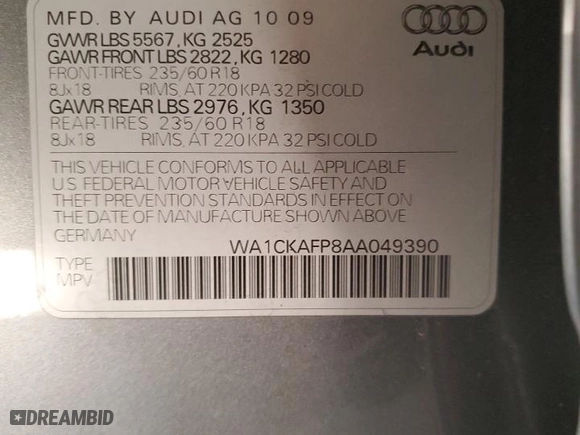 MFD. BY AUDI AG 10 09
GVWR LBS 5567, KG 2525
GAWR FRONT LBS 2822, KG 1280
FRONT-TIRES 235/60 R18
8Jx18 RIMS, AT 220 KPA 32 PSI COLD
GAWR REAR LBS 2976, KG 1350
REAR-TIRES 235/60 R18
8Jx18 RIMS, AT 220 KPA 32 PSI COLD
Audi
THIS VEHICLE CONFORMS TO ALL APPLICABLE
U.S. FEDERAL MOTOR VEHICLE SAFETY AND
THEFT PREVENTION STANDARDS IN EFFECT ON
THE DATE OF MANUFACTURE SHOWN ABOVE.
GERMANY WA1CKAFP8AA049390
TYPE
MPV
DREAMBID